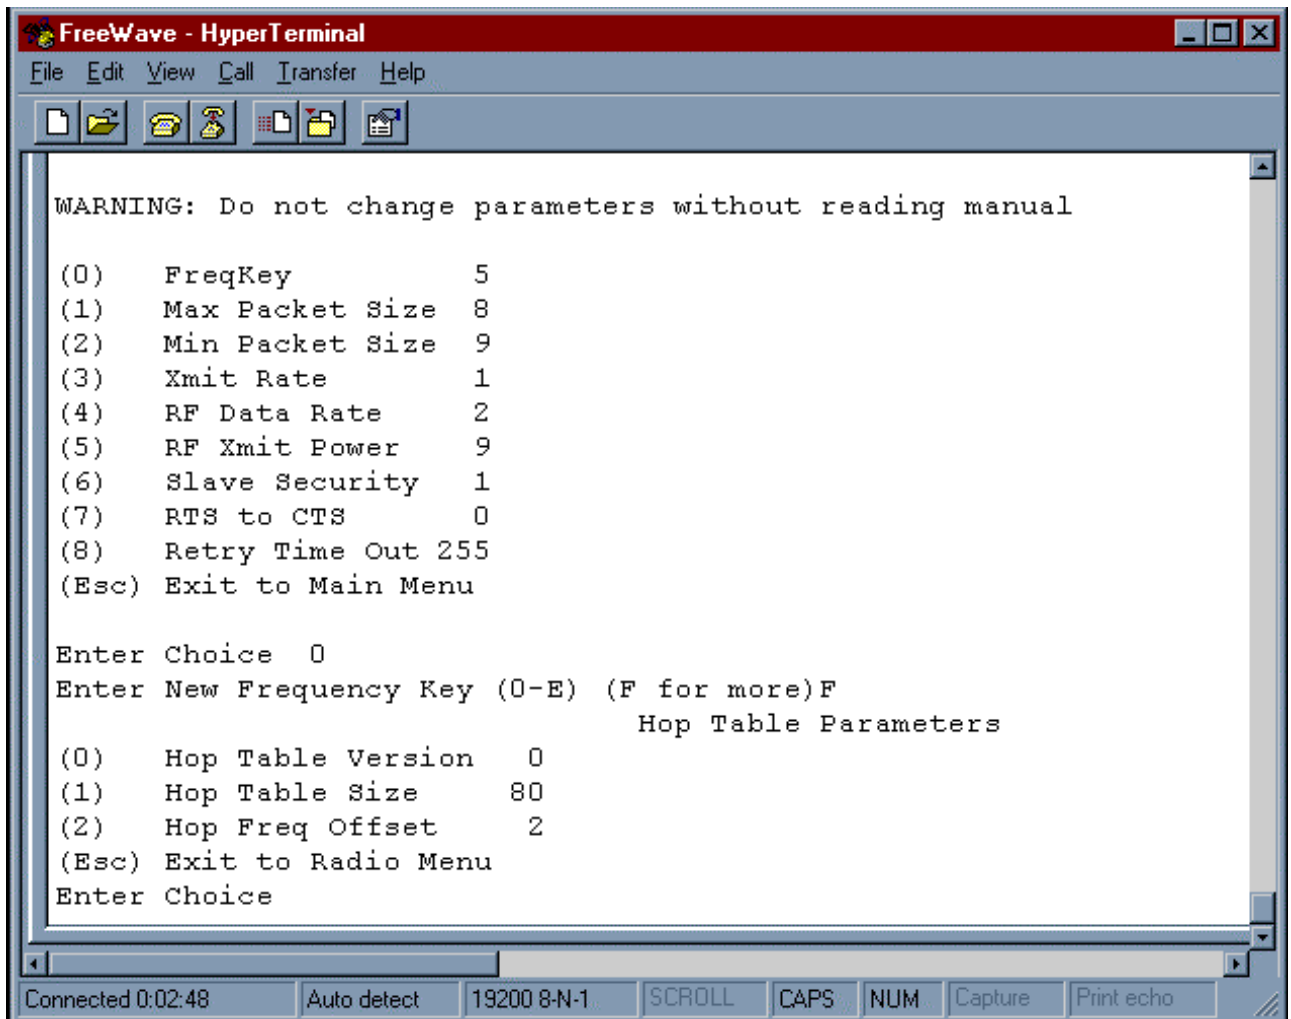 FreeWave - HyperTerminal
File Edit View Call Transfer Help
WARNING: Do not change parameters without reading manual
(0) FreqKey 5
(1) Max Packet Size 8
(2) Min Packet Size 9
(3) Xmit Rate 1
(4) RF Data Rate 2
(5) RF Xmit Power 9
(6) Slave Security 1
(7) RTS to CTS 0
(8) Retry Time Out 255
(Esc) Exit to Main Menu
Enter Choice 0
Enter New Frequency Key (0-E) (F for more)F
Hop Table Parameters
(0) Hop Table Version 0
(1) Hop Table Size 80
(2) Hop Freq Offset 2
(Esc) Exit to Radio Menu
Enter Choice
Connected 0:02:48 Auto detect 19200 8-N-1 SCROLL CAPS NUM Capture Print echo